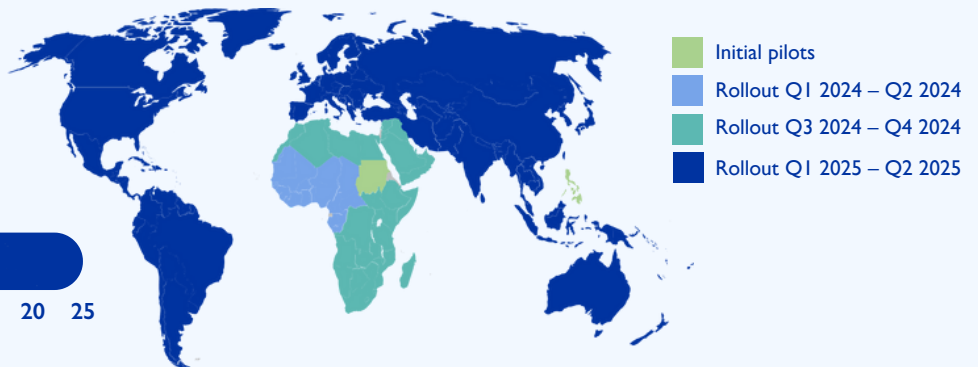 Initial pilots
Rollout Q1 2024 – Q2 2024
Rollout Q3 2024 – Q4 2024
Rollout Q1 2025 – Q2 2025
20 25